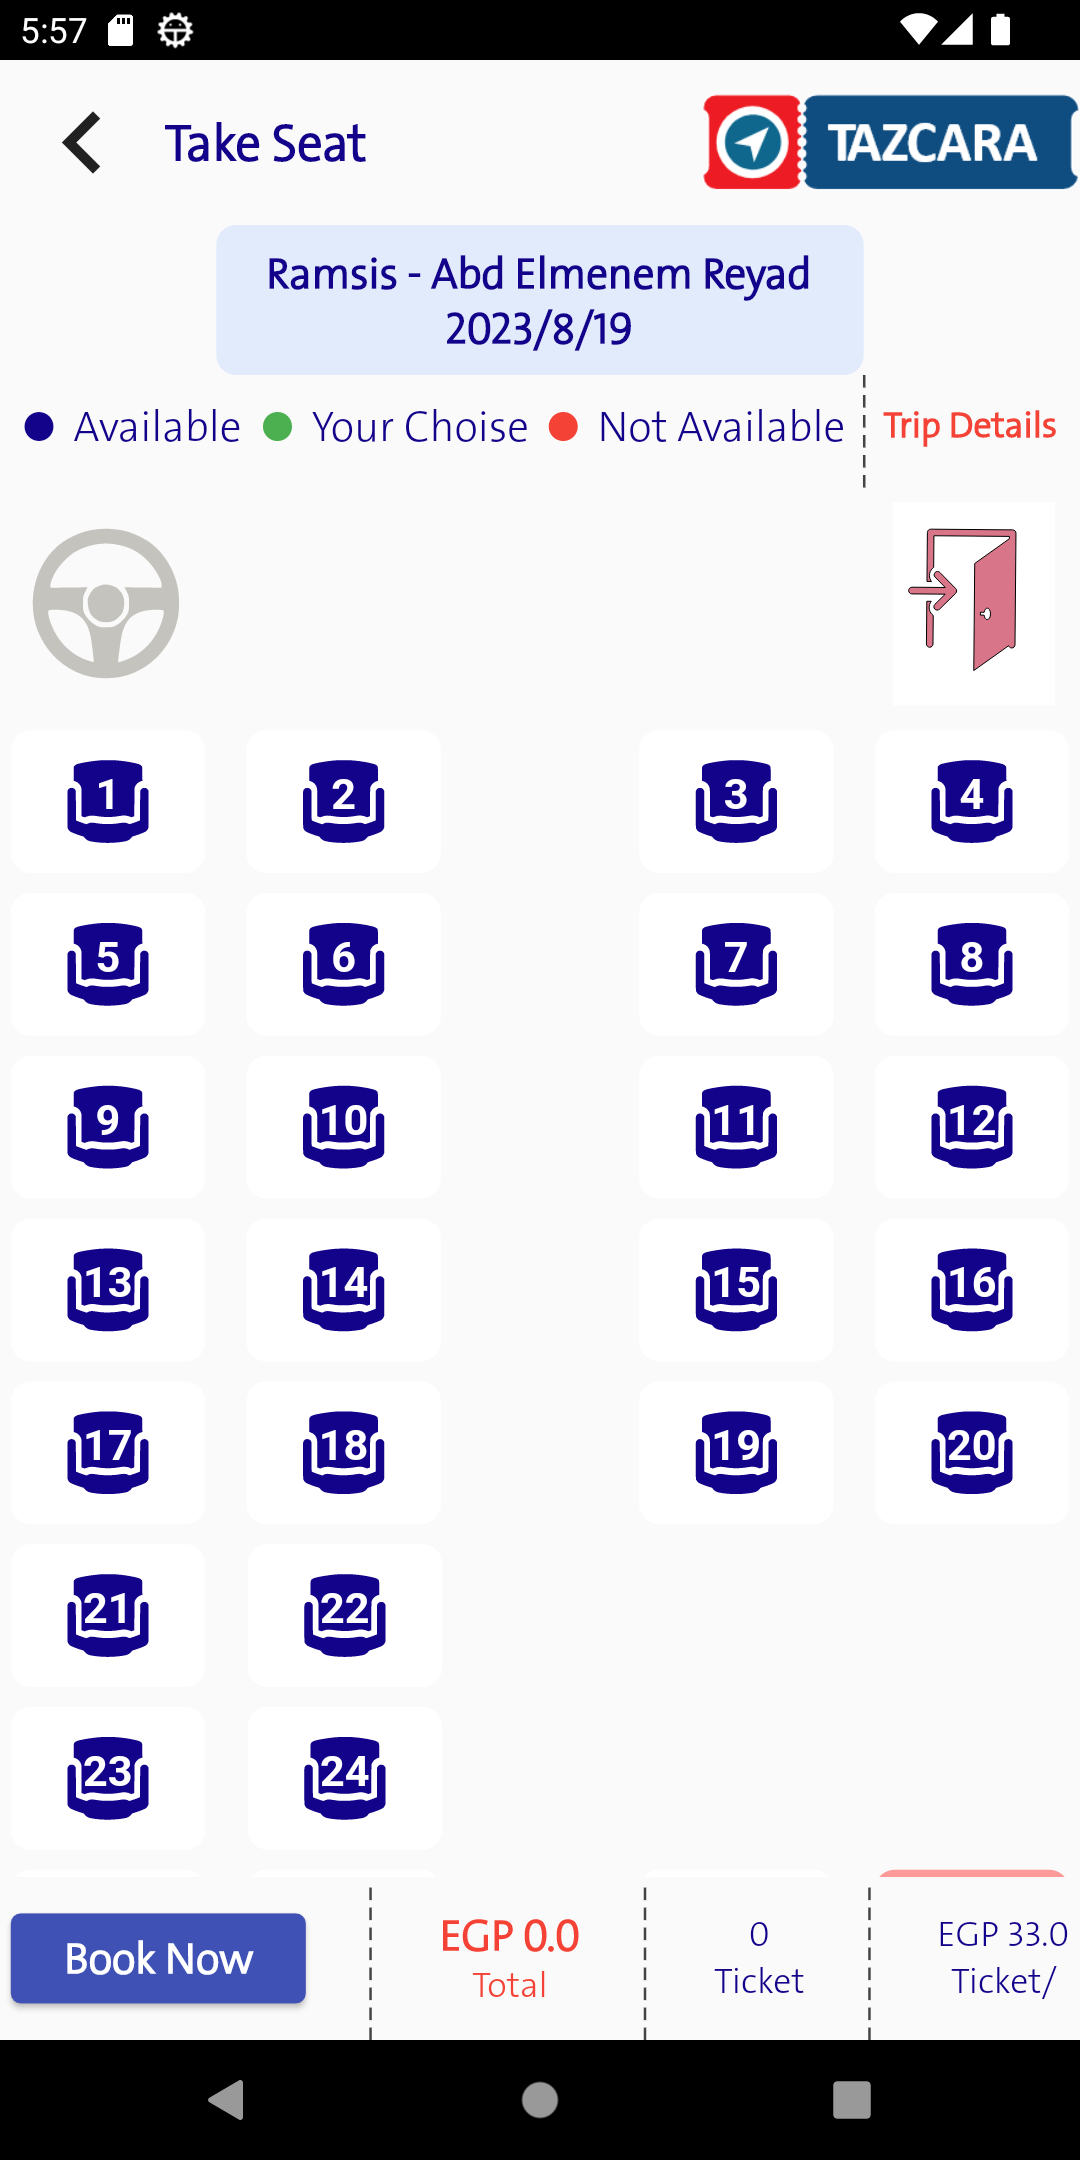 5:57
Take Seat
TAZCARA
Ramsis - Abd Elmenem Reyad
2023/8/19
Available
Your Choise
Not Available
Trip Details
1 2 3 4
5 6 7 8
9 10 11 12
13 14 15 16
17 18 19 20
21 22
23 24
Book Now
EGP 0.0
Total
0
Ticket
EGP 33.0
Ticket/